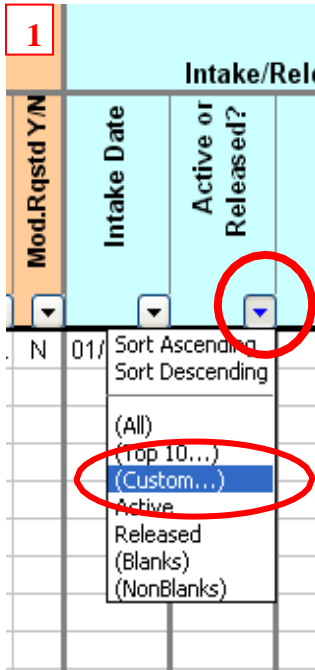 1
Intake/Rele
Mod.Rqstd Y/N
Intake Date
Active or
Released?
N
01/
Sort Ascending
Sort Descending
(All)
(Top 10...)
(Custom...)
Active
Released
(Blanks)
(NonBlanks)